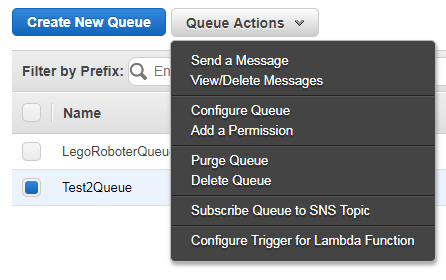 Create New Queue
Queue Actions
Filter by Prefix:
En
Send a Message
View/Delete Messages
Configure Queue
Add a Permission
Purge Queue
Delete Queue
Subscribe Queue to SNS Topic
Configure Trigger for Lambda Function
Name
LegoRoboterQueue
Test2Queue